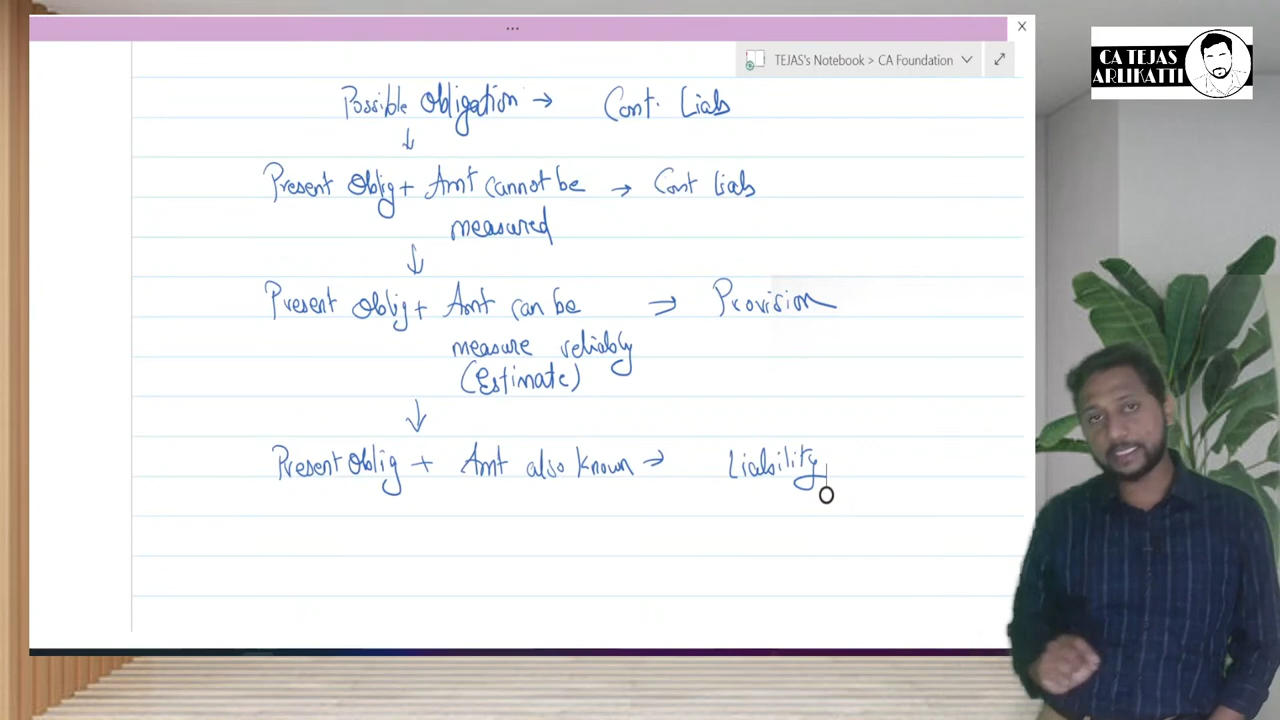 ...
x
CA TEJAS
ARLIKATTI
TEJAS's Notebook > CA Foundation
Possible Obligation → Cont. Liab
↓
Present Oblig + Amt cannot be → Cont Liab
measured
↓
Present Oblig + Amt can be → Provision
measure reliably
(Estimate)
↓
Present Oblig + Amt also known → Liability